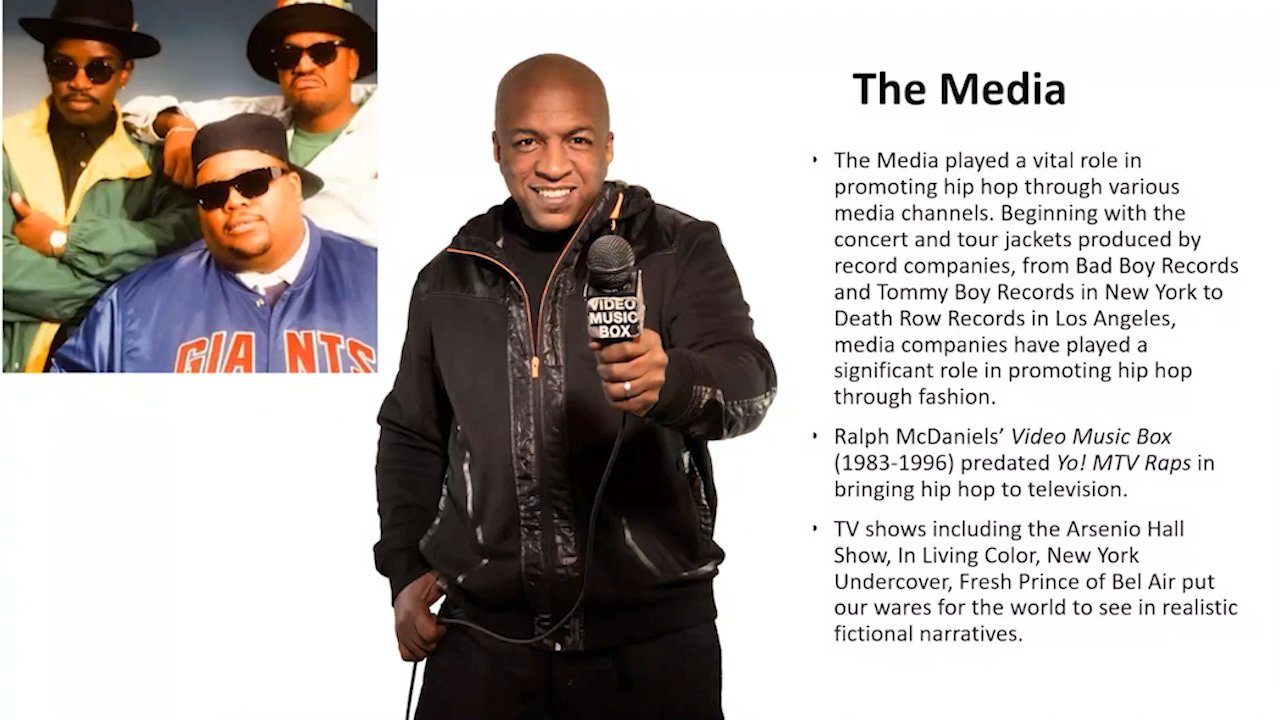 GIANTS
VIDEO
MUSIC
BOX
The Media
• The Media played a vital role in
promoting hip hop through various
media channels. Beginning with the
concert and tour jackets produced by
record companies, from Bad Boy Records
and Tommy Boy Records in New York to
Death Row Records in Los Angeles,
media companies have played a
significant role in promoting hip hop
through fashion.
• Ralph McDaniels’ Video Music Box
(1983-1996) predated Yo! MTV Raps in
bringing hip hop to television.
• TV shows including the Arsenio Hall
Show, In Living Color, New York
Undercover, Fresh Prince of Bel Air put
our wares for the world to see in realistic
fictional narratives.